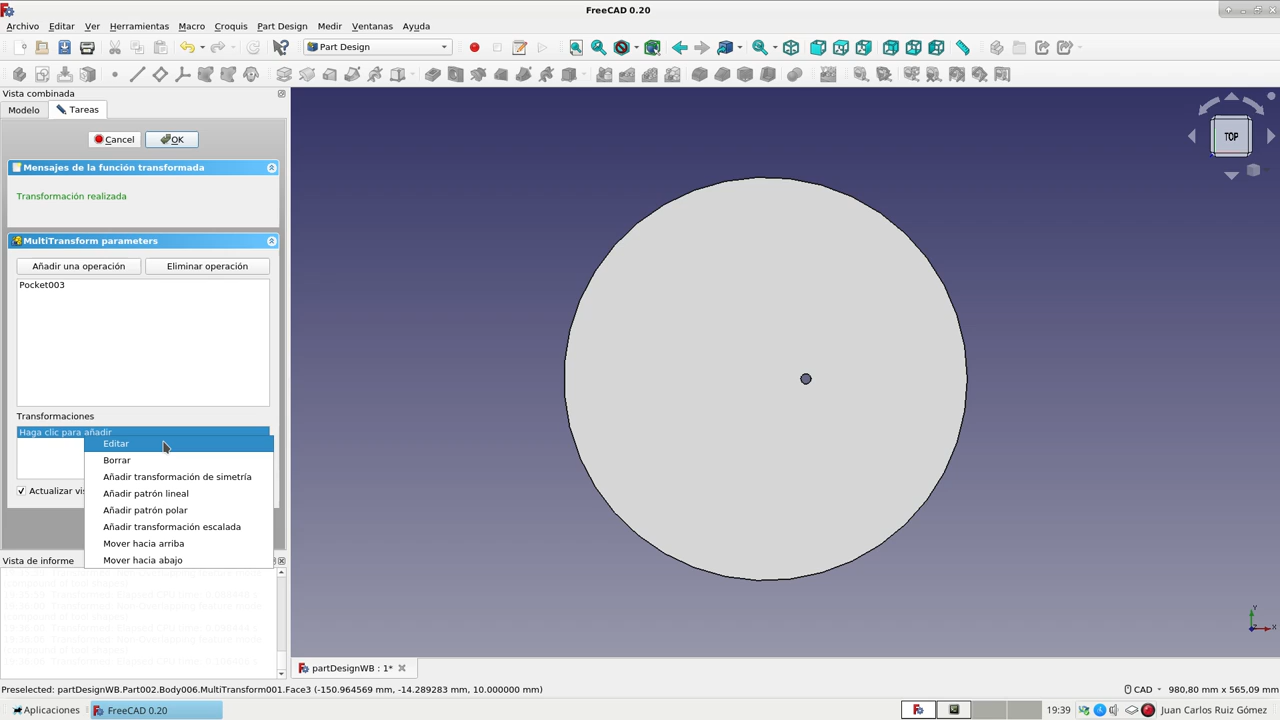 FreeCAD 0.20
Archivo Editar Ver Herramientas Macro Croquis Part Design Medir Ventanas Ayuda
Part Design
Vista combinada
Modelo Tareas
Cancel OK
Mensajes de la función transformada
Transformación realizada
MultiTransform parameters
Añadir una operación Eliminar operación
Pocket003
Transformaciones
Haga clic para añadir
Editar
Borrar
Añadir transformación de simetría
Añadir patrón lineal
Añadir patrón polar
Añadir transformación escalada
Mover hacia arriba
Mover hacia abajo
Actualizar vis
Vista de informe
TOP
Y
X
partDesignWB : 1*
Preselected: partDesignWB.Part002.Body006.MultiTransform001.Face3 (-150.964569 mm, -14.289283 mm, 10.000000 mm)
CAD 980,80 mm x 565,09 mm
Aplicaciones FreeCAD 0.20 19:39 Juan Carlos Ruiz Gómez